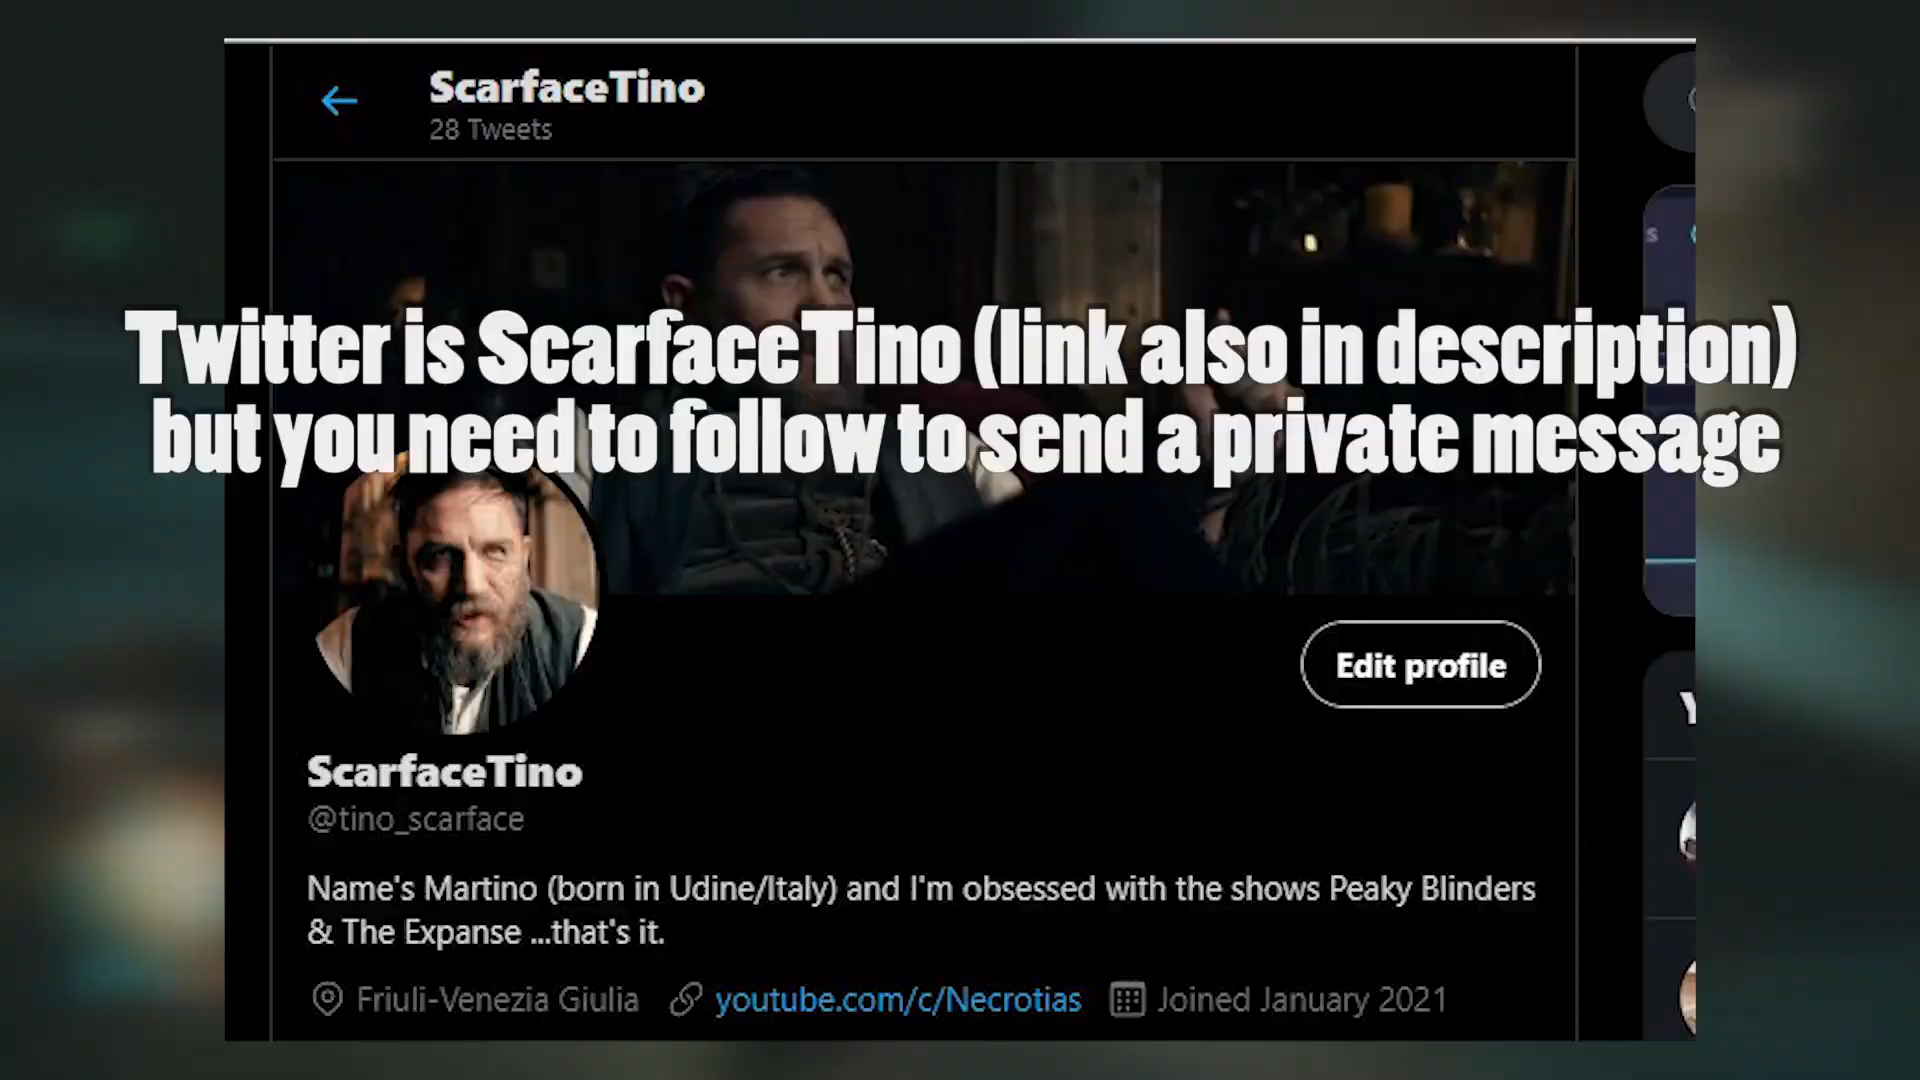 ScarfaceTino
28 Tweets
Twitter is ScarfaceTino (link also in description)
but you need to follow to send a private message
Edit profile
ScarfaceTino
@tino_scarface
Name's Martino (born in Udine/Italy) and I'm obsessed with the shows Peaky Blinders
& The Expanse ...that's it.
Friuli-Venezia Giulia youtube.com/c/Necrotias Joined January 2021